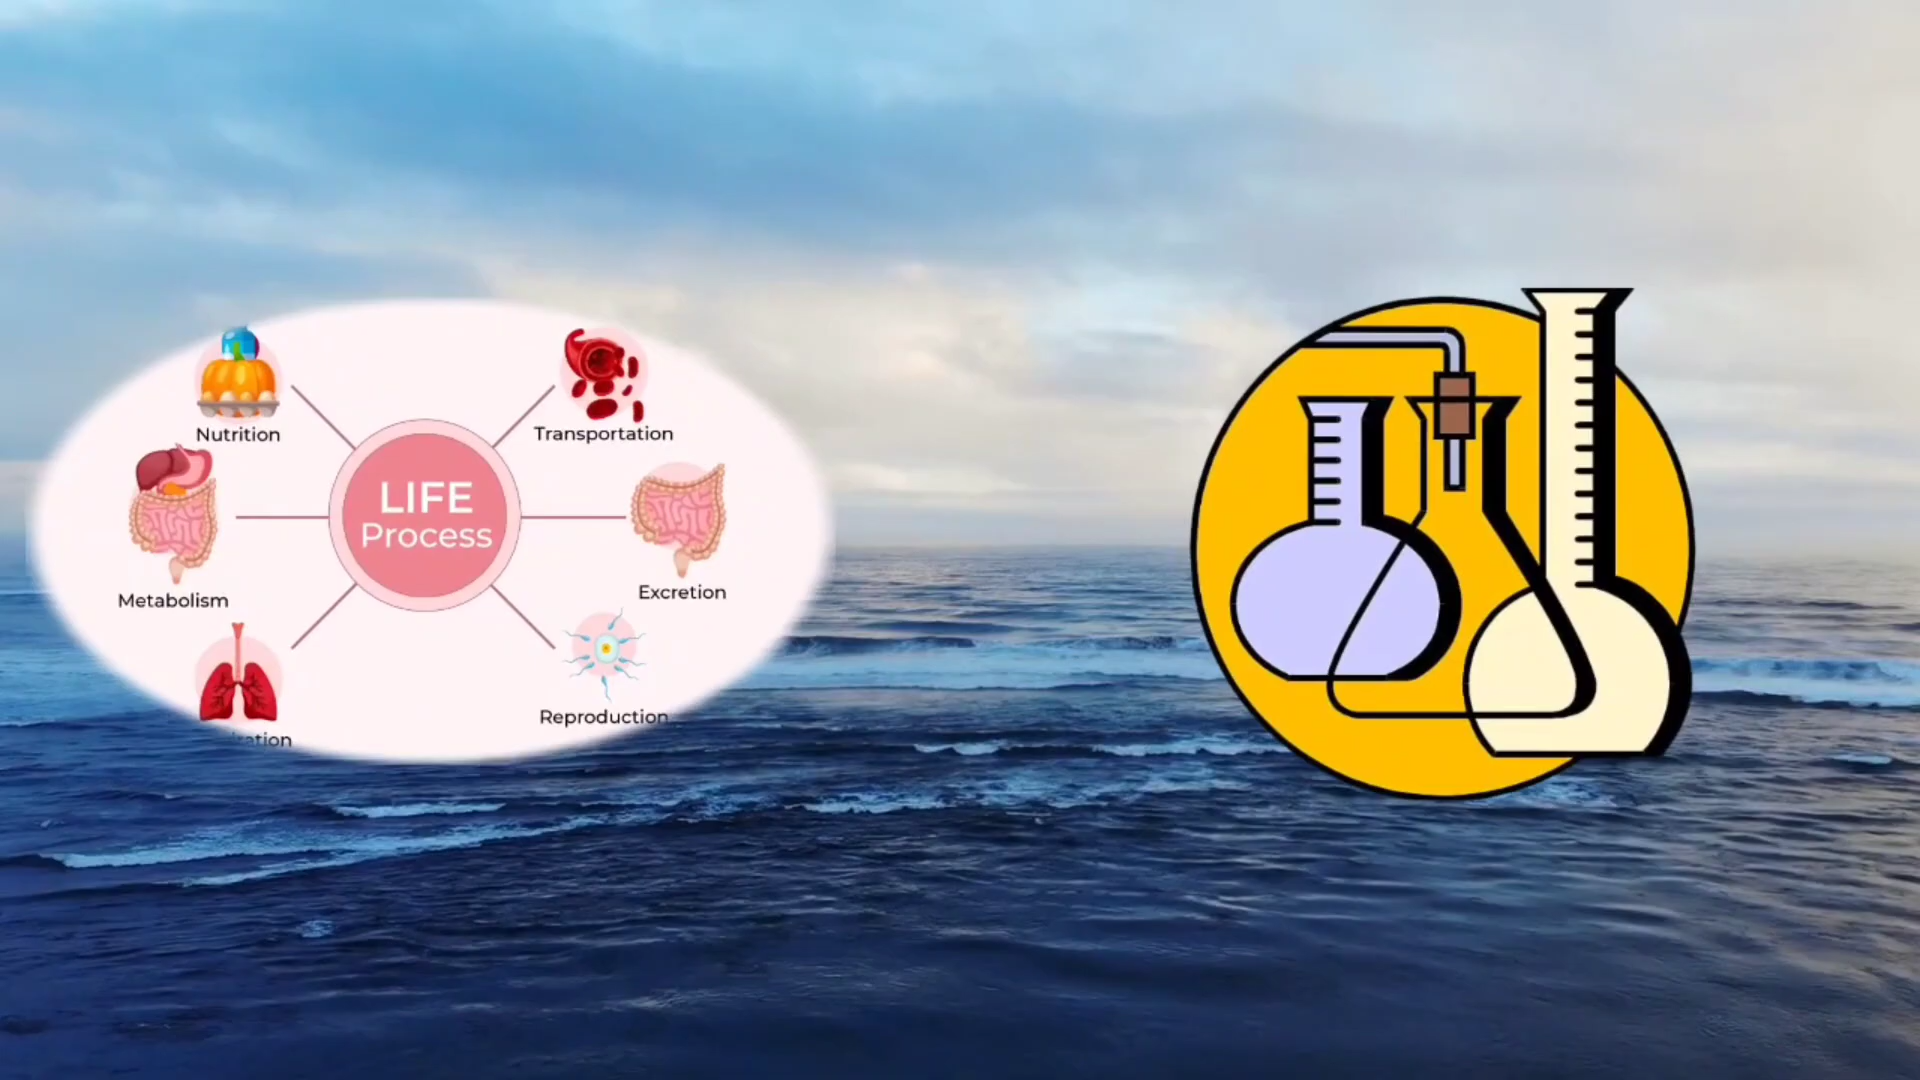 Nutrition
Transportation
LIFE
Process
Metabolism
Excretion
Reproduction